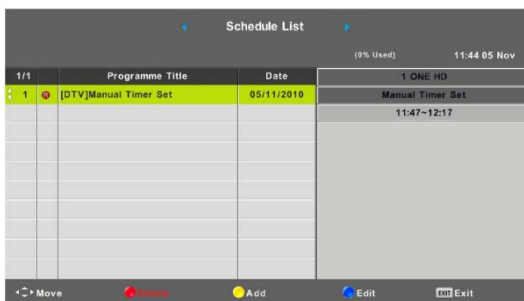 Schedule List
(0% Used) 11:44 05 Nov
1/1 Programme Title Date 1 ONE HD
1 [DTV]Manual Timer Set 05/11/2010 Manual Timer Set
11:47~12:17
Move Delete Add Edit EXIT Exit